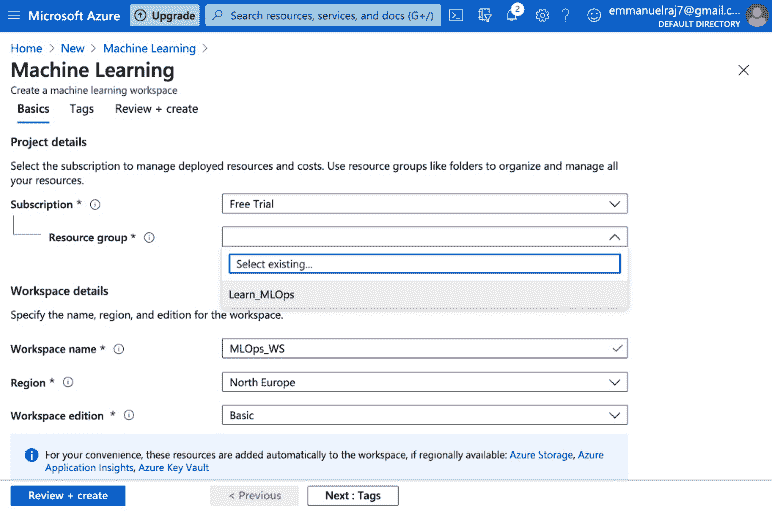 Microsoft Azure
Upgrade
Search resources, services, and docs (G+/)
2
?
emmanuelraj7@gmail.c...
DEFAULT DIRECTORY
Home > New > Machine Learning >
Machine Learning
Create a machine learning workspace
Basics Tags Review + create
Project details
Select the subscription to manage deployed resources and costs. Use resource groups like folders to organize and manage all
your resources.
Subscription *
Free Trial
Resource group *
Select existing...
Learn_MLOps
Workspace details
Specify the name, region, and edition for the workspace.
Workspace name *
MLOps_WS
Region *
North Europe
Workspace edition *
Basic
For your convenience, these resources are added automatically to the workspace, if regionally available: Azure Storage, Azure
Application Insights, Azure Key Vault
Review + create
< Previous
Next : Tags